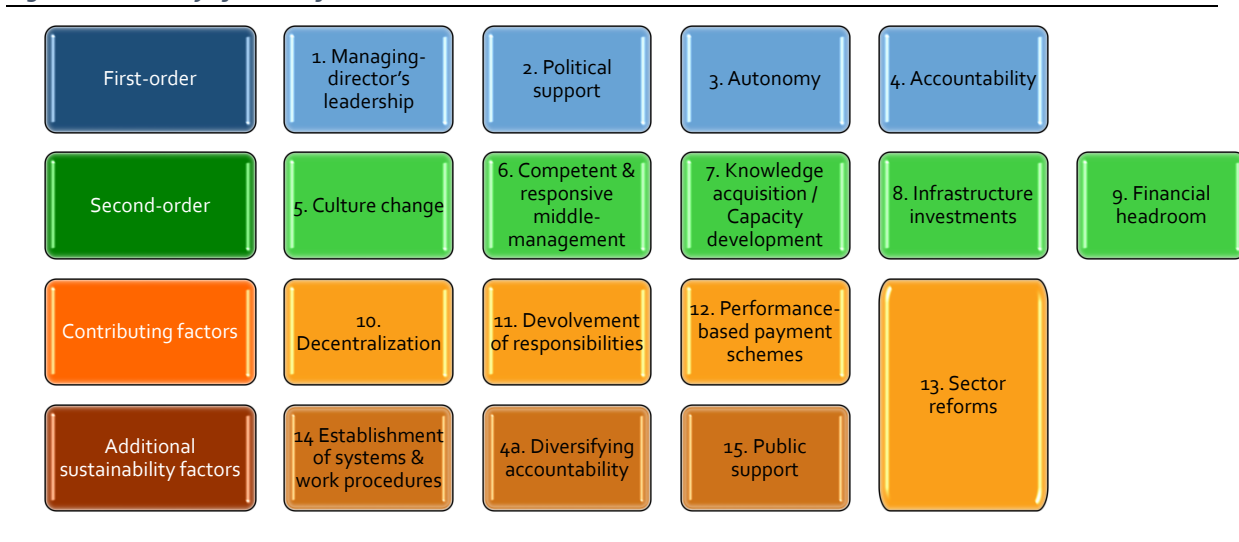 First-order
1. Managing-
director's
leadership
2. Political
support
3. Autonomy
4. Accountability
Second-order
5. Culture change
6. Competent &
responsive
middle-
management
7. Knowledge
acquisition /
Capacity
development
8. Infrastructure
investments
9. Financial
headroom
Contributing factors
10.
Decentralization
11. Devolvement
of responsibilities
12. Performance-
based payment
schemes
13. Sector
reforms
Additional
sustainability factors
14 Establishment
of systems &
work procedures
4a. Diversifying
accountability
15. Public
support